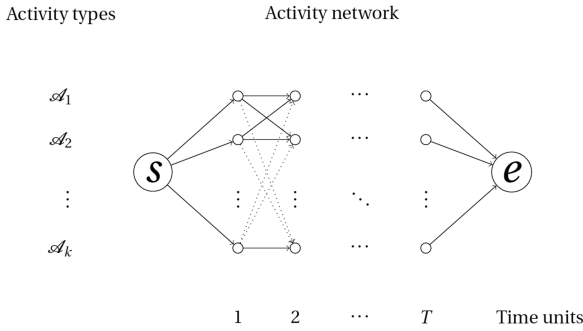 Activity types Activity network
𝒜1 ⋯
𝒜2 ⋯
s e
⋮ ⋮ ⋮ ⋱ ⋮
𝒜k ⋯
1 2 ⋯ T Time units